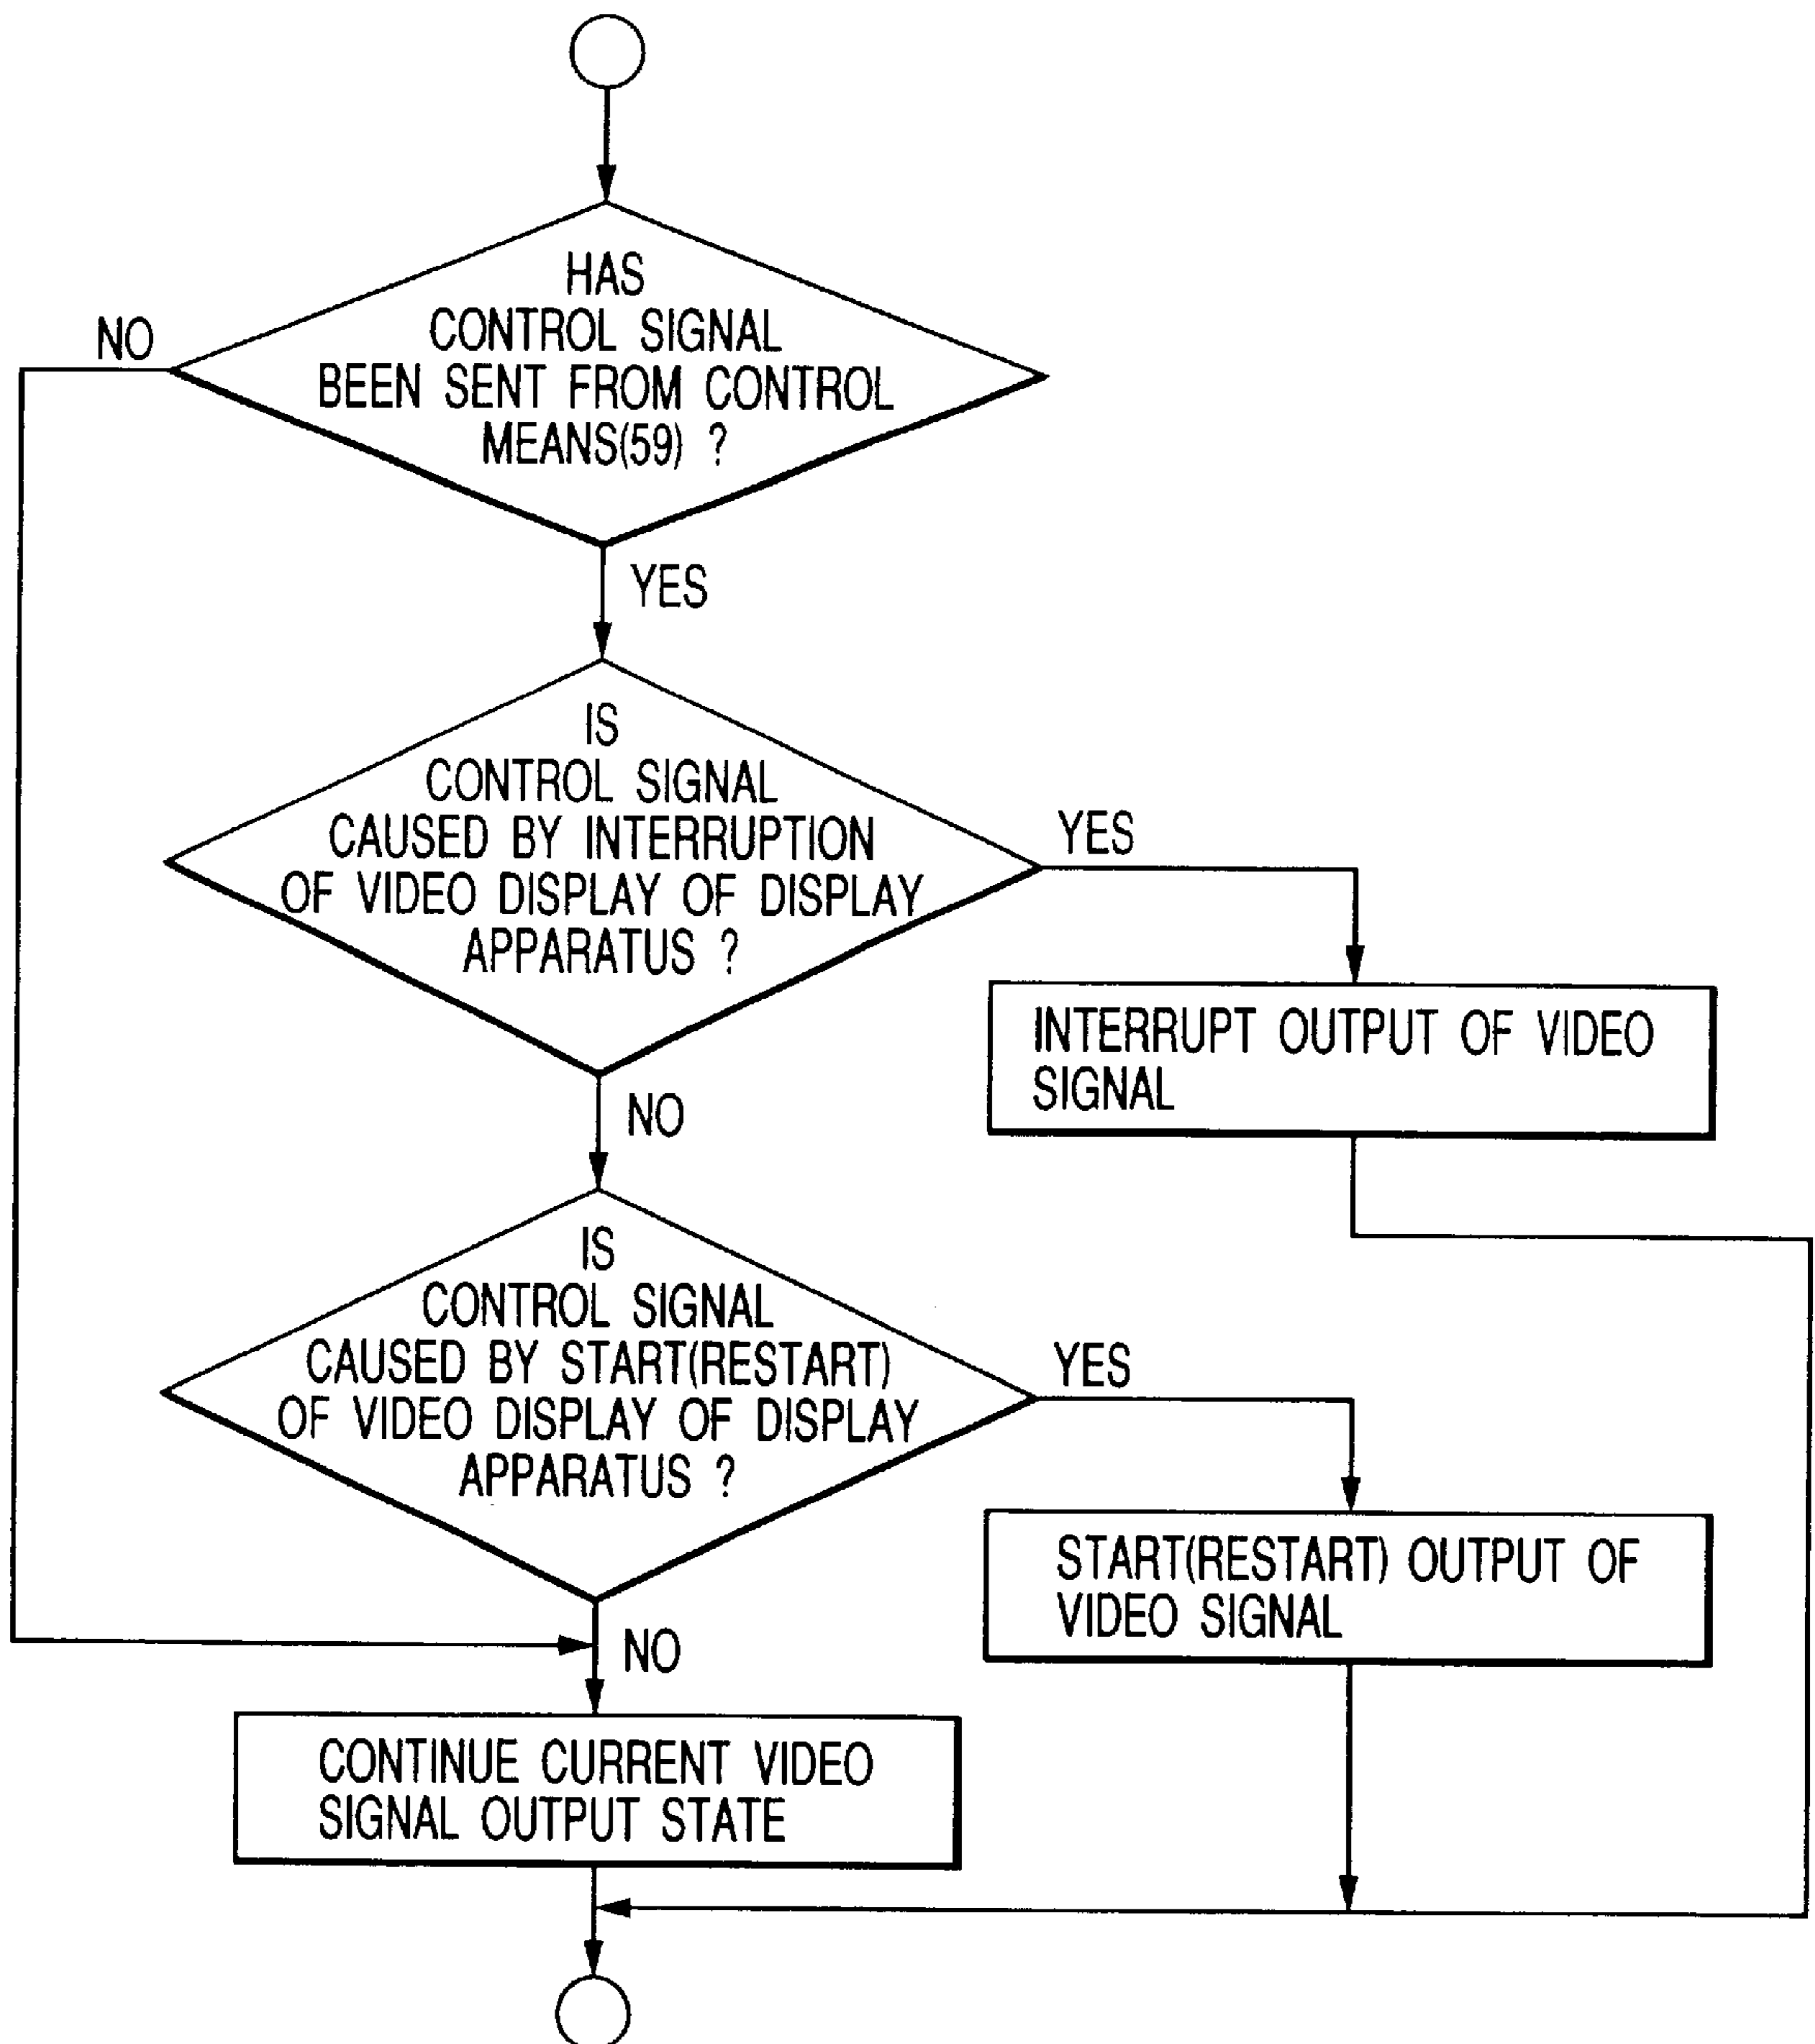 HAS
CONTROL SIGNAL
BEEN SENT FROM CONTROL
MEANS(59) ?
NO
YES
IS
CONTROL SIGNAL
CAUSED BY INTERRUPTION
OF VIDEO DISPLAY OF DISPLAY
APPARATUS ?
YES
INTERRUPT OUTPUT OF VIDEO
SIGNAL
NO
IS
CONTROL SIGNAL
CAUSED BY START(RESTART)
OF VIDEO DISPLAY OF DISPLAY
APPARATUS ?
YES
START(RESTART) OUTPUT OF
VIDEO SIGNAL
NO
CONTINUE CURRENT VIDEO
SIGNAL OUTPUT STATE